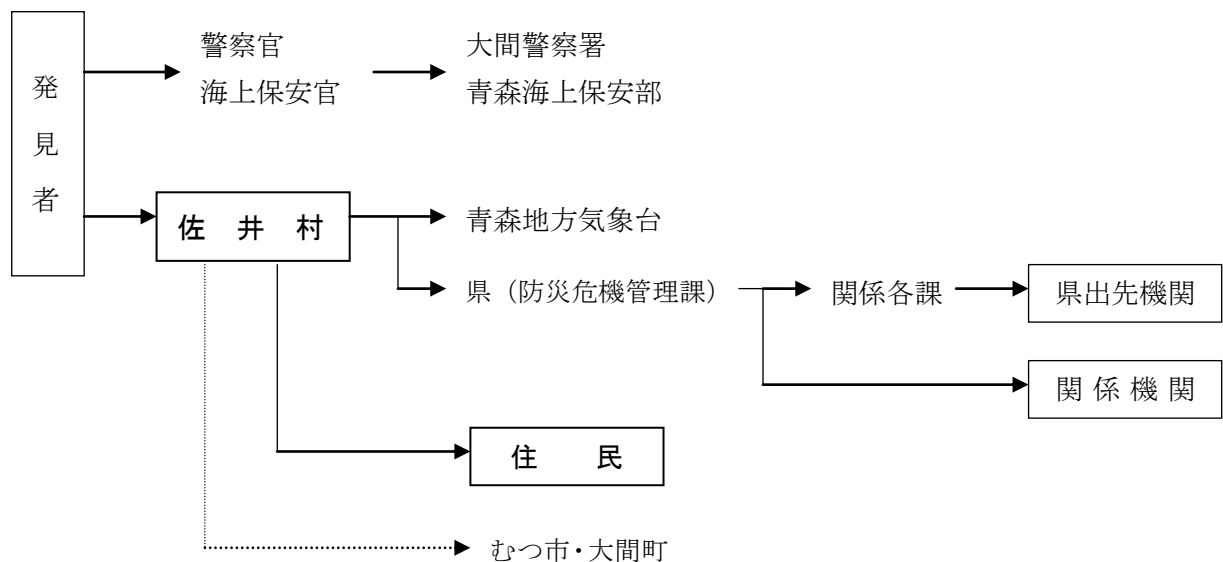 発見者
警察官
海上保安官
大間警察署
青森海上保安部
佐井村
青森地方気象台
県（防災危機管理課）
関係各課
県出先機関
関係機関
住民
むつ市・大間町